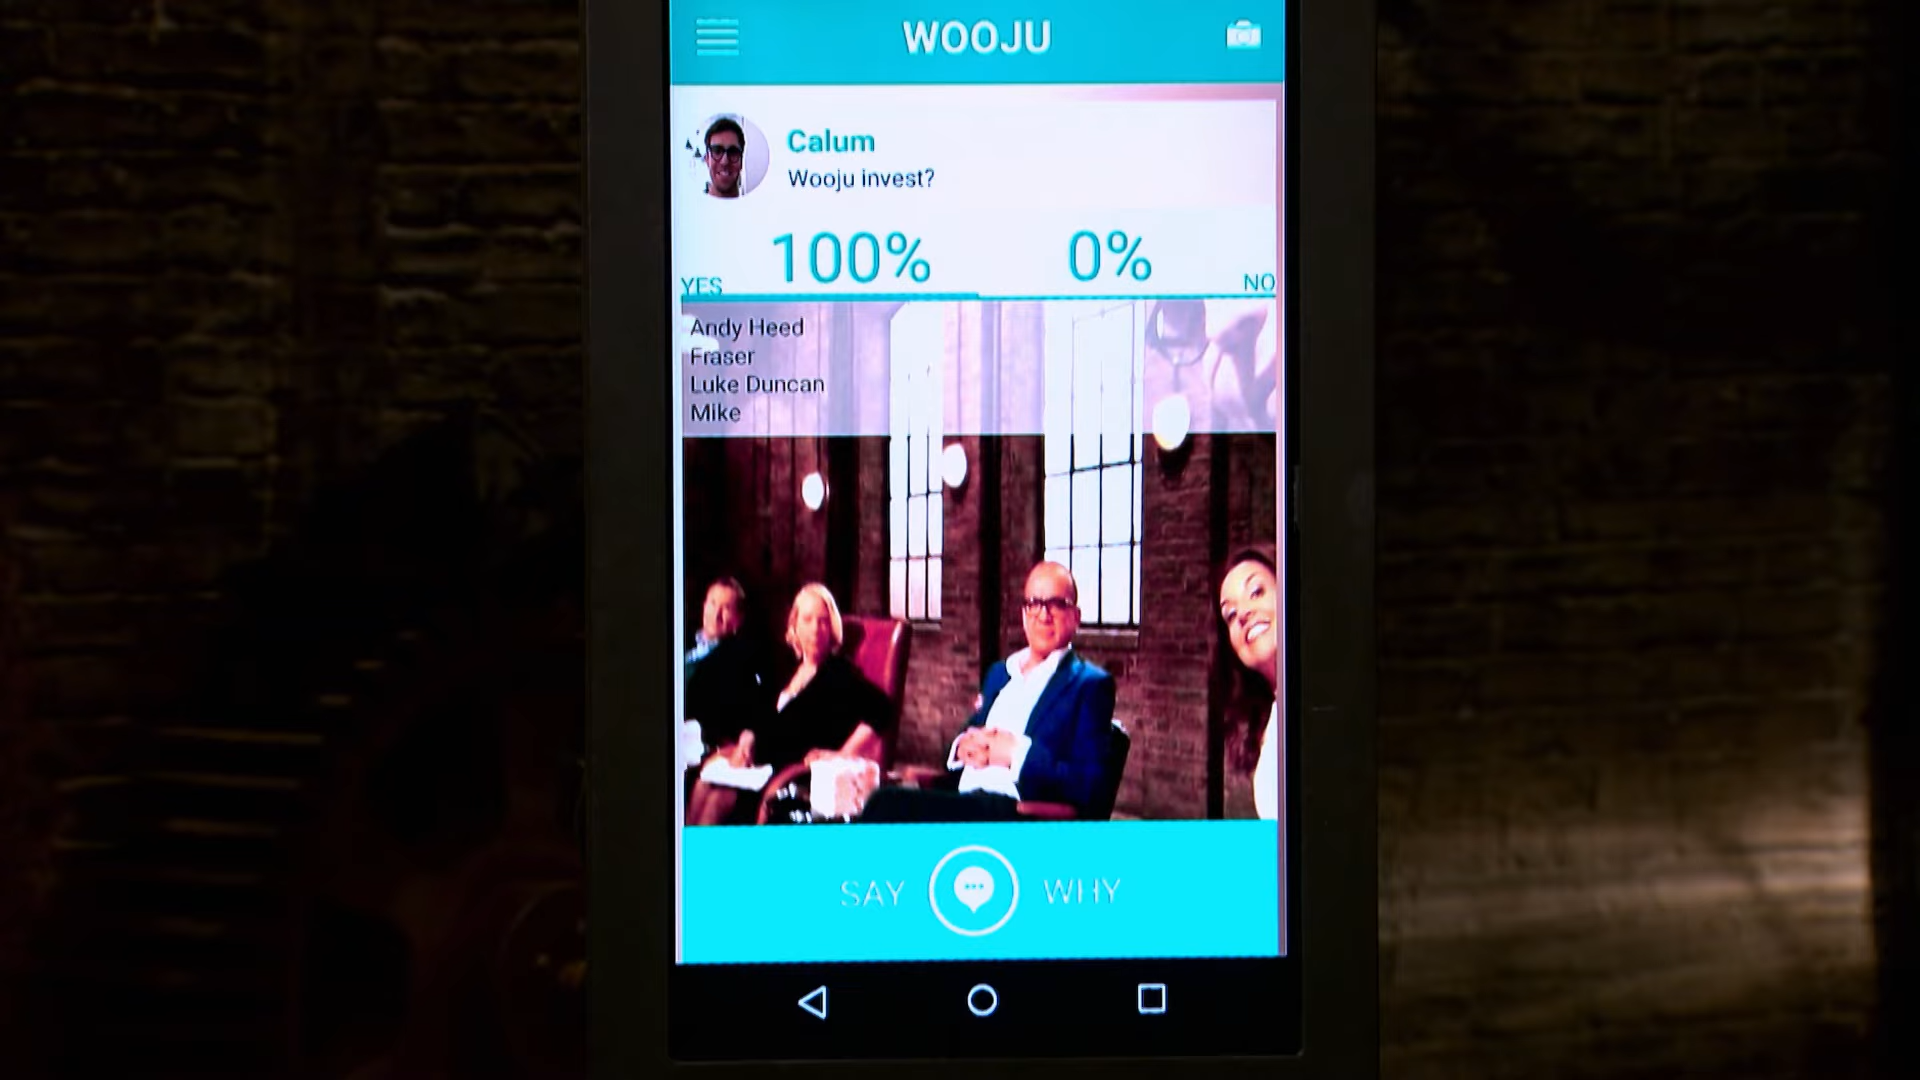 WOOJU
Calum
Wooju invest?
100% 0%
YES NO
Andy Heed
Fraser
Luke Duncan
Mike
SAY WHY